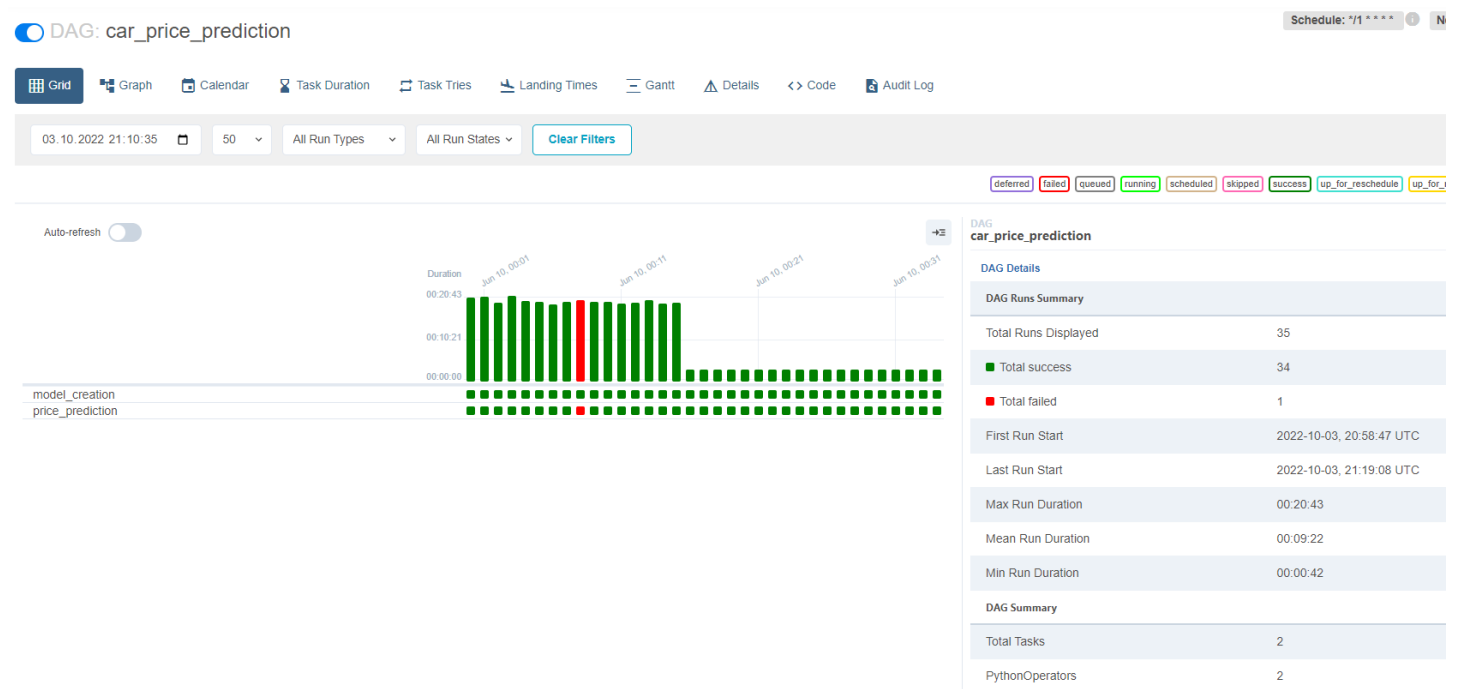 DAG: car_price_prediction
Schedule: */1 * * * *
Grid Graph Calendar Task Duration Task Tries Landing Times Gantt Details Code Audit Log
03.10.2022 21:10:35 50 All Run Types All Run States Clear Filters
deferred failed queued running scheduled skipped success up_for_reschedule
Auto-refresh
Duration Jun 10, 00:01 Jun 10, 00:11 Jun 10, 00:21 Jun 10, 00:31
00:20:43
00:10:21
00:00:00
model_creation
price_prediction
DAG
car_price_prediction
DAG Details
DAG Runs Summary
Total Runs Displayed 35
Total success 34
Total failed 1
First Run Start 2022-10-03, 20:58:47 UTC
Last Run Start 2022-10-03, 21:19:08 UTC
Max Run Duration 00:20:43
Mean Run Duration 00:09:22
Min Run Duration 00:00:42
DAG Summary
Total Tasks 2
PythonOperators 2